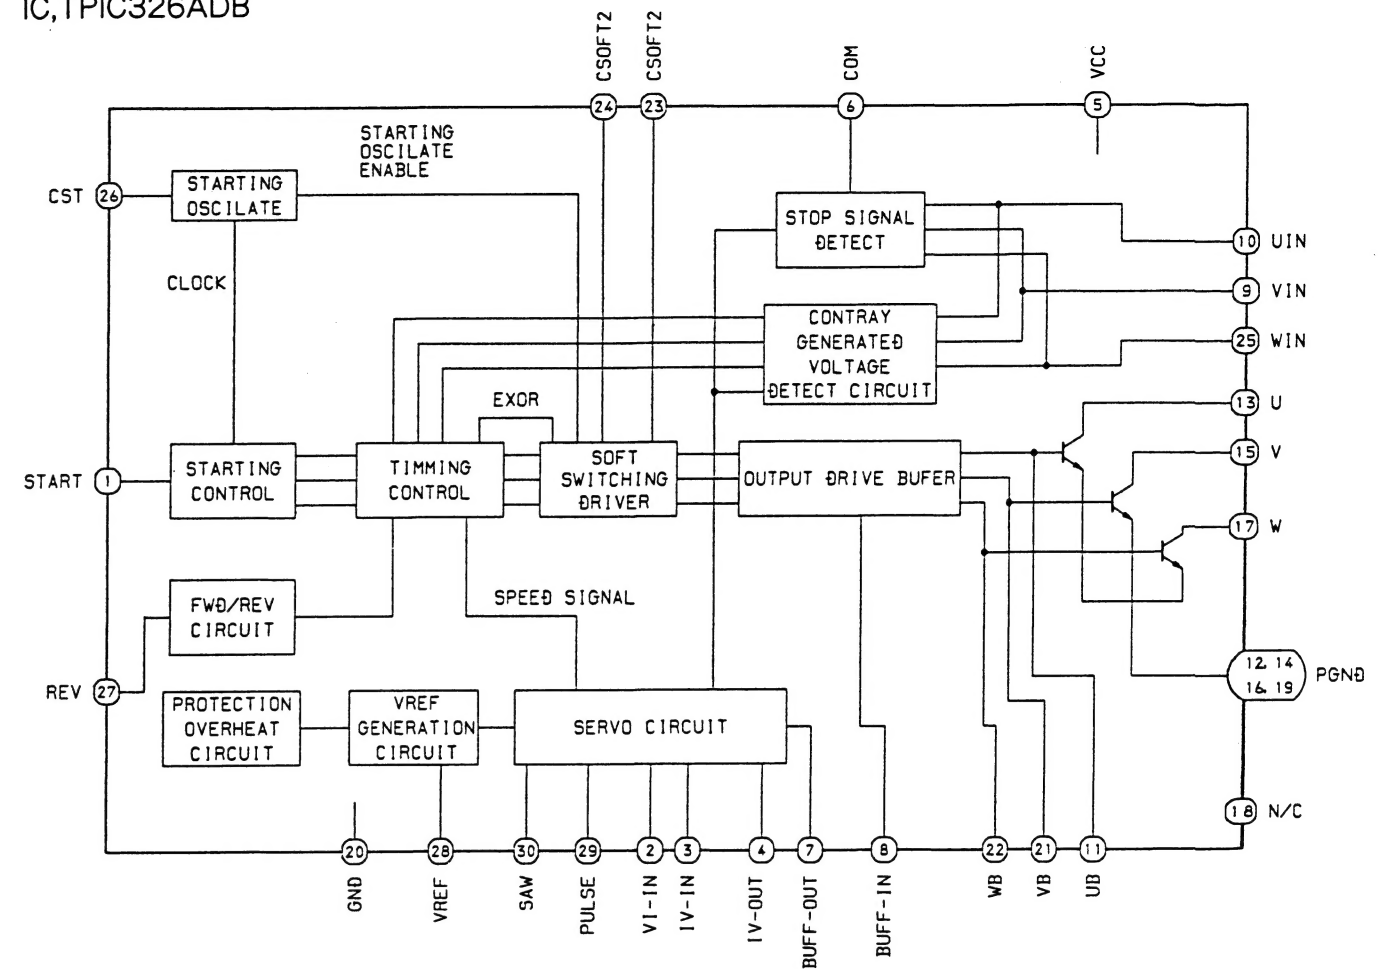 IC, TPIC326ADB
CSOFT2
CSOFT2
COM
VCC
24
23
6
5
STARTING
OSCILATE
ENABLE
CST
26
STARTING
OSCILATE
CLOCK
STOP SIGNAL
DETECT
10
UIN
9
VIN
25
WIN
CONTRAY
GENERATED
VOLTAGE
DETECT CIRCUIT
EXOR
13
U
15
V
17
W
START
1
STARTING
CONTROL
TIMMING
CONTROL
SOFT
SWITCHING
DRIVER
OUTPUT DRIVE BUFER
FWD/REV
CIRCUIT
SPEED SIGNAL
REV
27
12, 14
16, 19
PGND
PROTECTION
OVERHEAT
CIRCUIT
VREF
GENERATION
CIRCUIT
SERVO CIRCUIT
18
N/C
20
28
30
29
2
3
4
7
8
22
21
11
GND
VREF
SAW
PULSE
VI-IN
IV-IN
IV-OUT
BUFF-OUT
BUFF-IN
WB
VB
UB